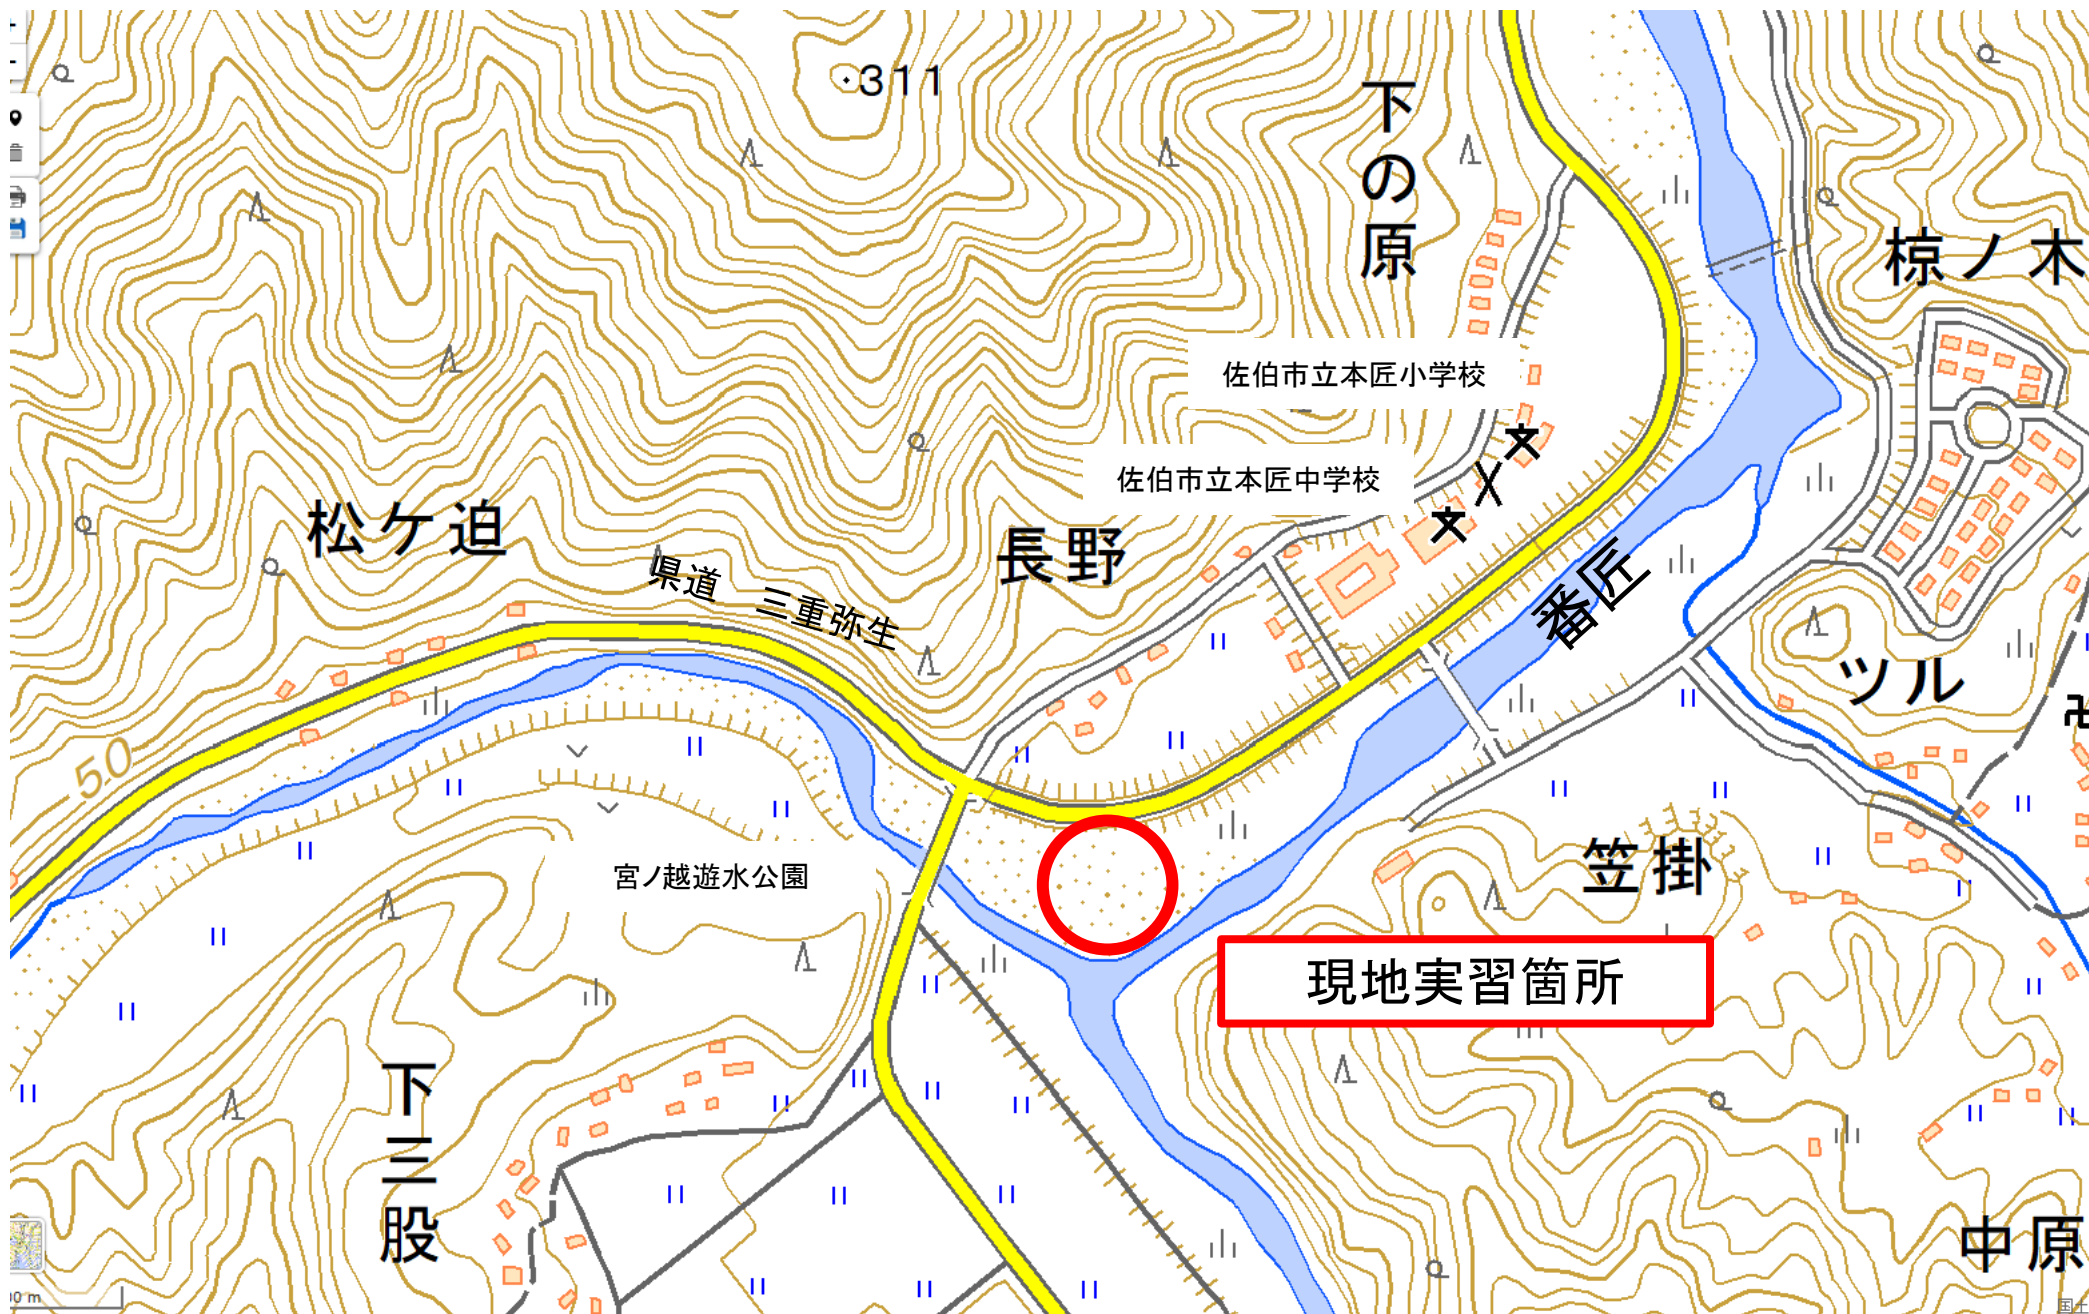 311
下の原
椋ノ木
佐伯市立本匠小学校
佐伯市立本匠中学校
松ケ迫
長野
県道 三重弥生
番匠
ツル
50
宮ノ越遊水公園
笠掛
現地実習箇所
下三股
中原